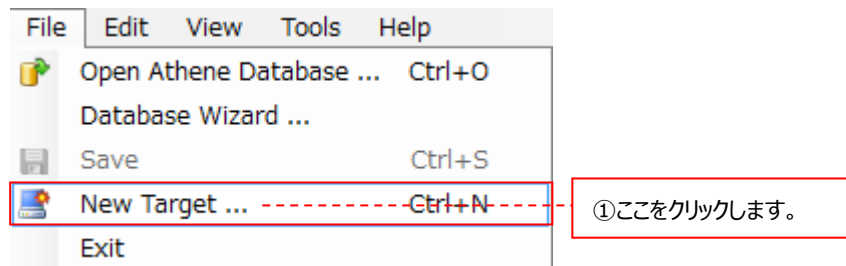 File Edit View Tools Help
Open Athene Database ... Ctrl+O
Database Wizard ...
Save Ctrl+S
New Target ... Ctrl+N
①ここをクリックします。
Exit